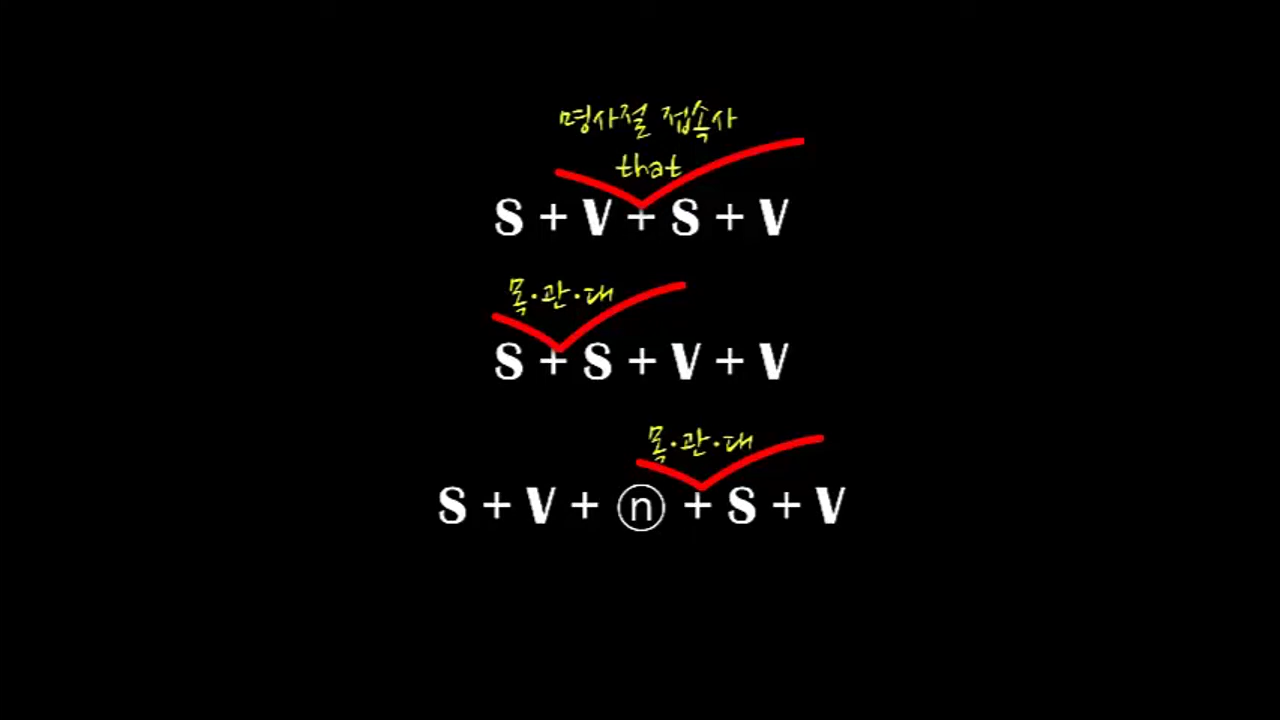 명사절 접속사
that
S + V + S + V
목·관·대
S + S + V + V
목·관·대
S + V + ⓝ + S + V